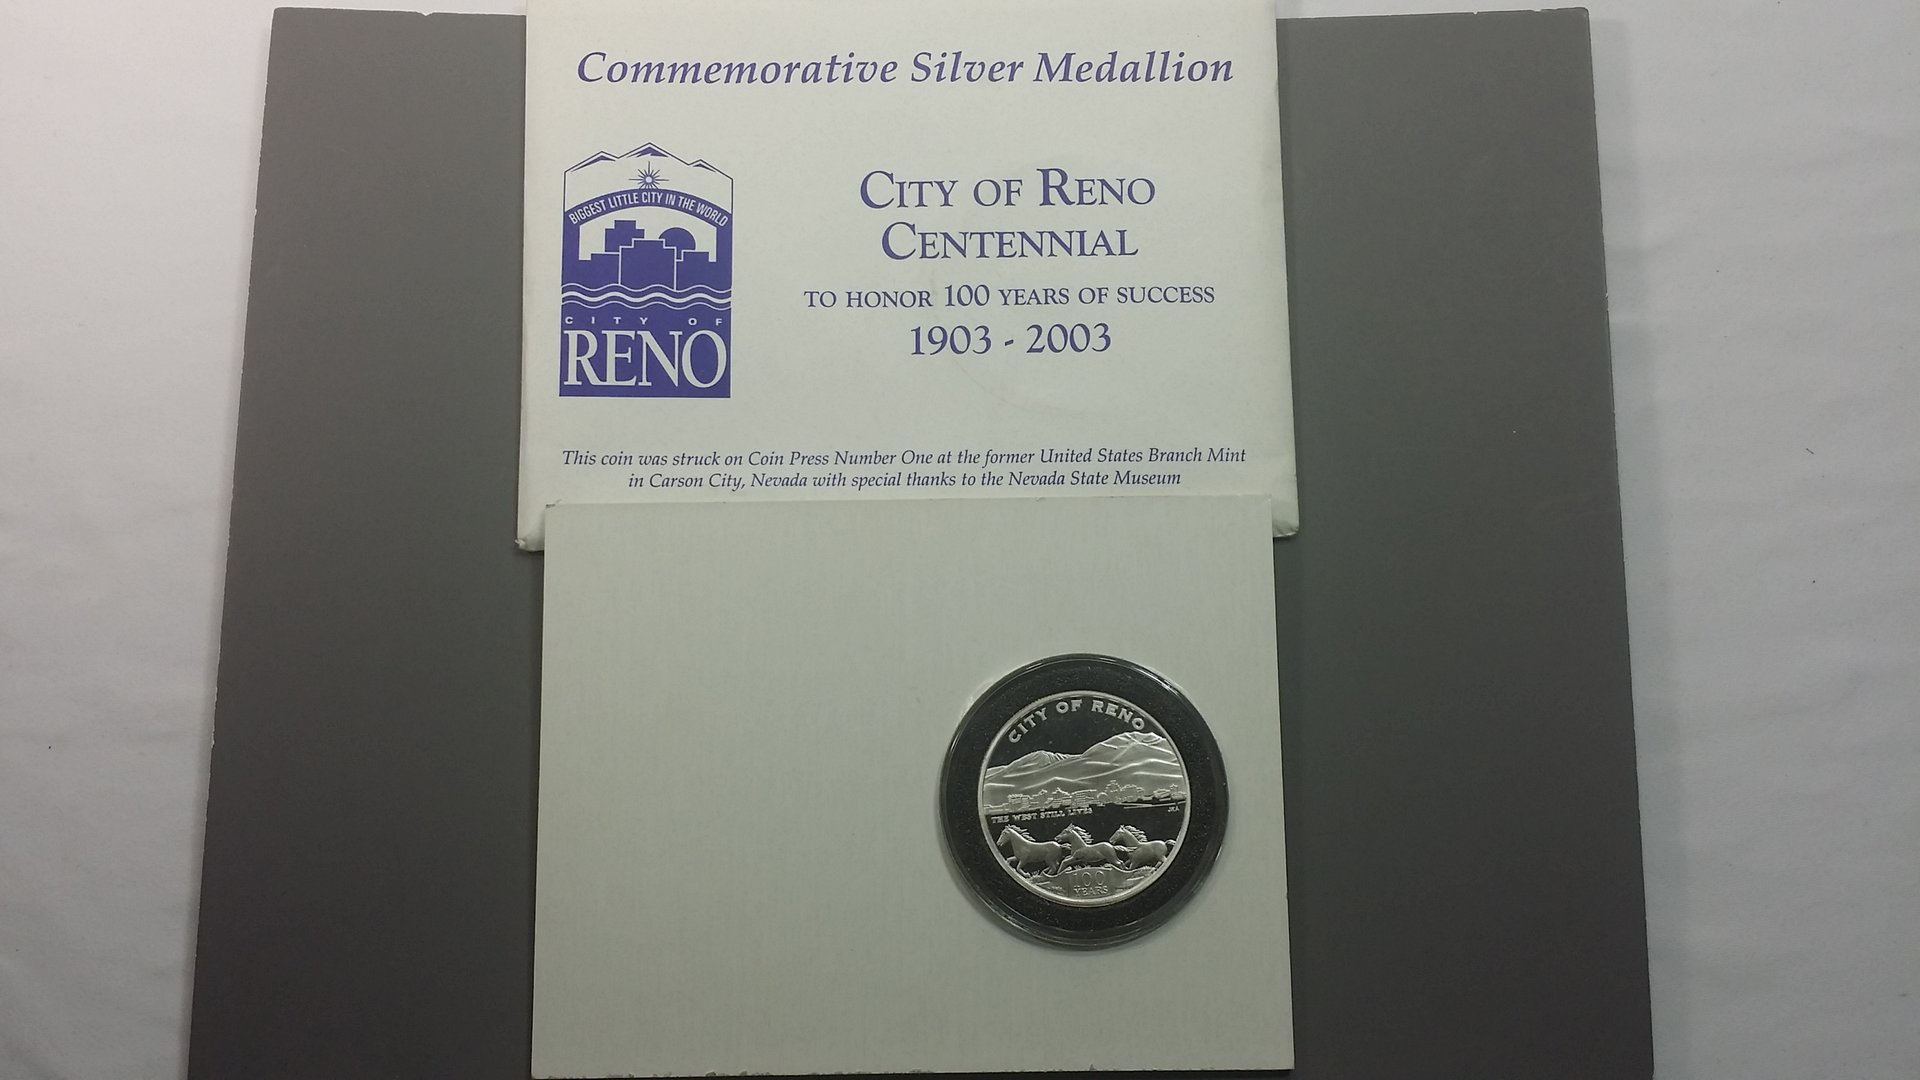 Commemorative Silver Medallion
BIGGEST LITTLE CITY IN THE WORLD
CITY OF
RENO
CITY OF RENO
CENTENNIAL
TO HONOR 100 YEARS OF SUCCESS
1903 - 2003
This coin was struck on Coin Press Number One at the former United States Branch Mint
in Carson City, Nevada with special thanks to the Nevada State Museum
CITY OF RENO
THE WEST STILL LIVES
JKA
100
YEARS